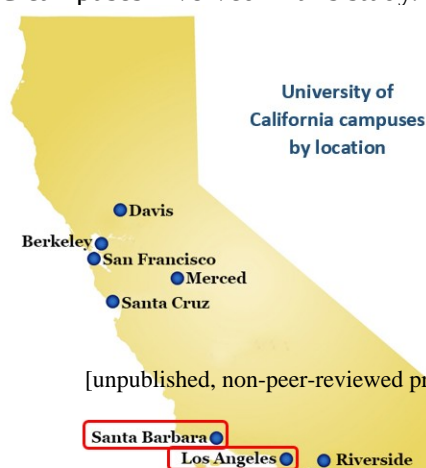 University of
California campuses
by location
Davis
Berkeley
San Francisco
Merced
Santa Cruz
[unpublished, non-peer-reviewed
Santa Barbara
Los Angeles
Riverside